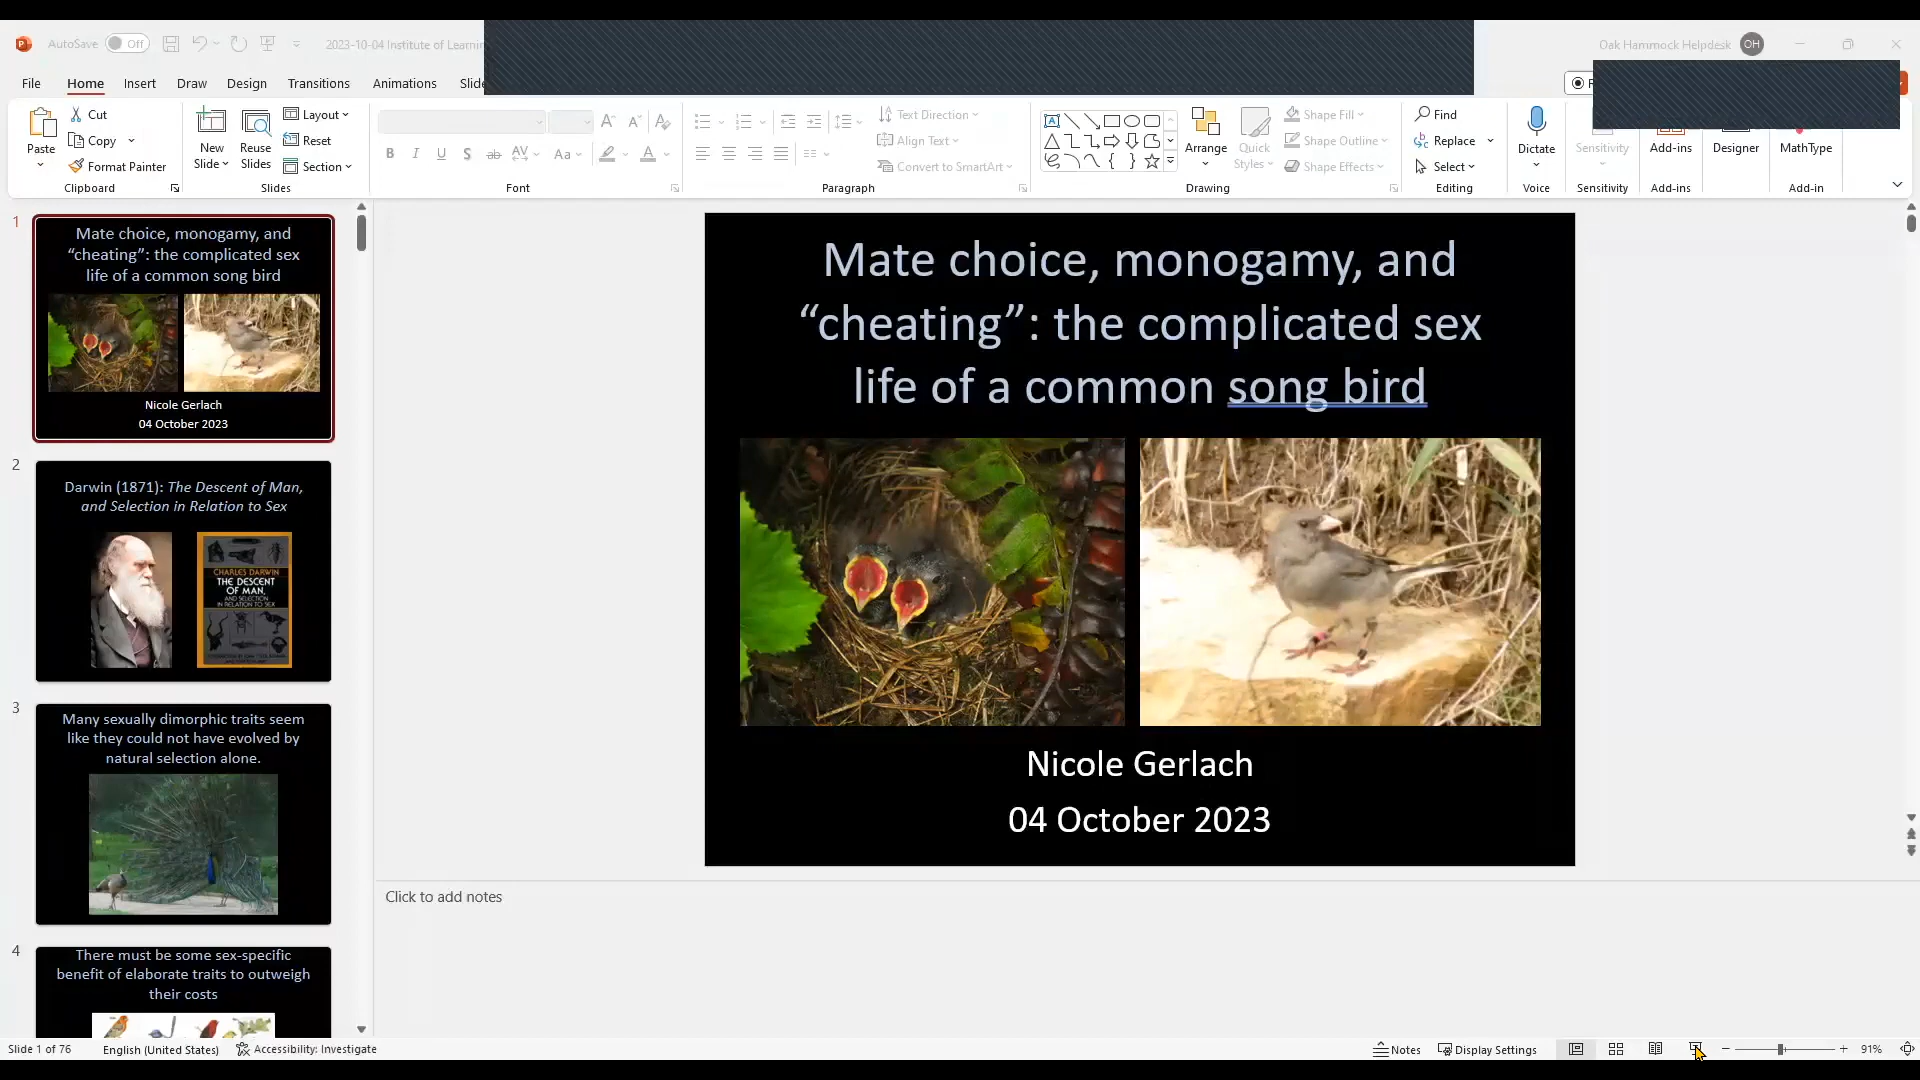 AutoSave Off
2023-10-04 Institute of Learnin
Oak Hammock Helpdesk OH
File Home Insert Draw Design Transitions Animations Slide
Paste
Cut
Copy
Format Painter
Clipboard
New Slide
Reuse Slides
Layout
Reset
Section
Slides
B I U S ab AV Aa A
Font
Text Direction
Align Text
Convert to SmartArt
Paragraph
Arrange
Quick Styles
Shape Fill
Shape Outline
Shape Effects
Drawing
Find
Replace
Select
Editing
Dictate
Voice
Sensitivity
Sensitivity
Add-ins
Add-ins
Designer
MathType
Add-in
1
Mate choice, monogamy, and
“cheating”: the complicated sex
life of a common song bird
Nicole Gerlach
04 October 2023
2
Darwin (1871): The Descent of Man,
and Selection in Relation to Sex
CHARLES DARWIN
THE DESCENT
OF MAN,
AND SELECTION
IN RELATION TO SEX
3
Many sexually dimorphic traits seem
like they could not have evolved by
natural selection alone.
4
There must be some sex-specific
benefit of elaborate traits to outweigh
their costs
Mate choice, monogamy, and
“cheating”: the complicated sex
life of a common song bird
Nicole Gerlach
04 October 2023
Click to add notes
Slide 1 of 76 English (United States) Accessibility: Investigate Notes Display Settings 91%